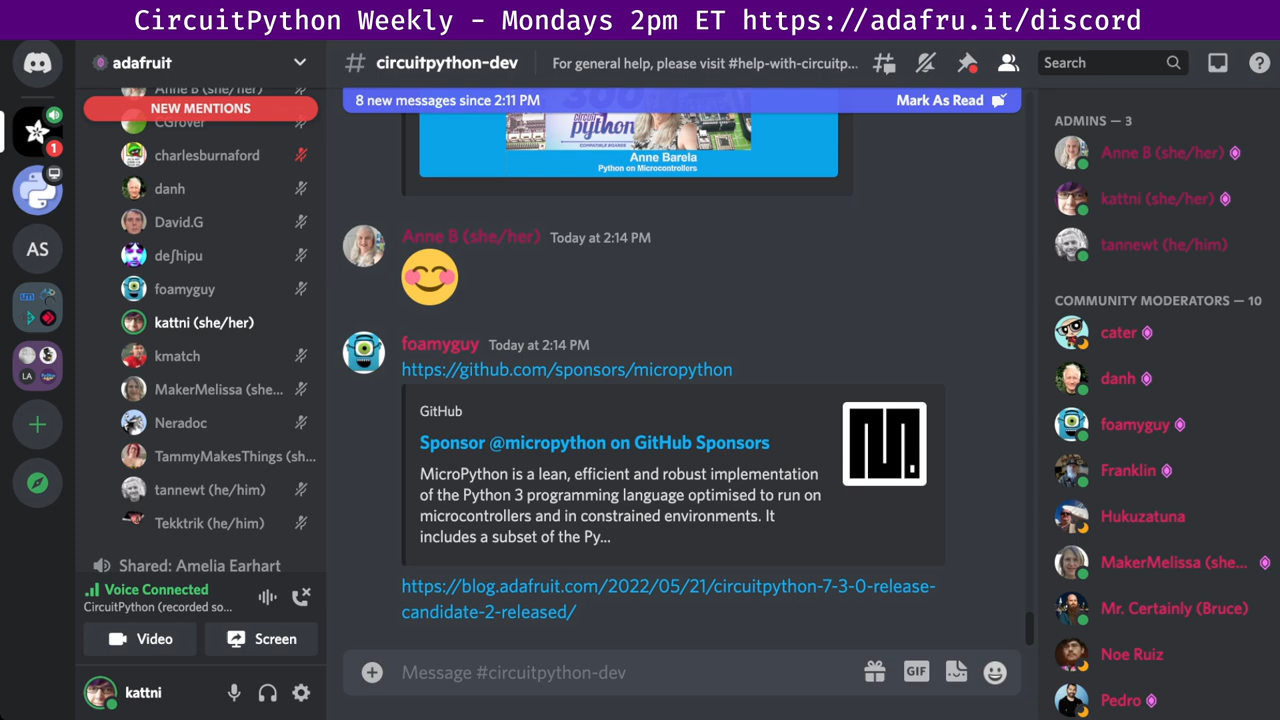 CircuitPython Weekly - Mondays 2pm ET https://adafru.it/discord
adafruit
Anne B (she/her)
NEW MENTIONS
CGrover
charlesburnaford
danh
David.G
deʃhipu
foamyguy
kattni (she/her)
kmatch
MakerMelissa (she...
Neradoc
TammyMakesThings (sh...
tannewt (he/him)
Tekktrik (he/him)
Shared: Amelia Earhart
Voice Connected
CircuitPython (recorded so...
Video
Screen
kattni
1
AS
LA
circuitpython-dev
For general help, please visit #help-with-circuitp...
Search
8 new messages since 2:11 PM
Mark As Read
300
python
COMPATIBLE BOARDS
Anne Barela
Python on Microcontrollers
Anne B (she/her) Today at 2:14 PM
foamyguy Today at 2:14 PM
https://github.com/sponsors/micropython
GitHub
Sponsor @micropython on GitHub Sponsors
MicroPython is a lean, efficient and robust implementation
of the Python 3 programming language optimised to run on
microcontrollers and in constrained environments. It
includes a subset of the Py...
https://blog.adafruit.com/2022/05/21/circuitpython-7-3-0-release-
candidate-2-released/
Message #circuitpython-dev
GIF
ADMINS — 3
Anne B (she/her)
kattni (she/her)
tannewt (he/him)
COMMUNITY MODERATORS — 10
cater
danh
foamyguy
Franklin
Hukuzatuna
MakerMelissa (she...
Mr. Certainly (Bruce)
Noe Ruiz
Pedro